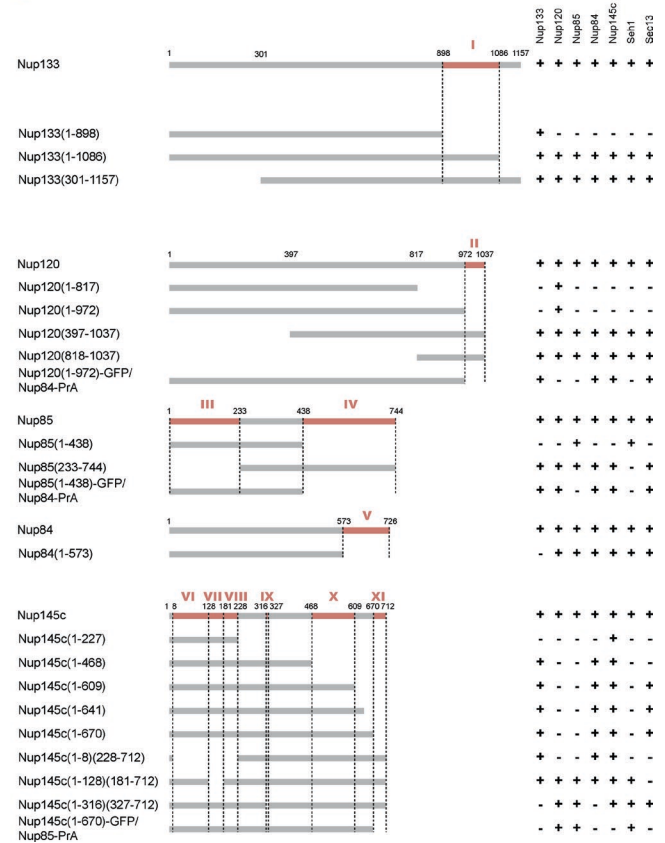 Nup133 Nup120 Nup85 Nup84 Nup145c Seh1 Sec13
I
1 301 898 1086 1157
Nup133 + + + + + + +
Nup133(1-898) + - - - - - -
Nup133(1-1086) + + + + + + +
Nup133(301-1157) + + + + + + +
II
1 397 817 972 1037
Nup120 + + + + + + +
Nup120(1-817) - + - - - - -
Nup120(1-972) - + - - - - -
Nup120(397-1037) + + + + + + +
Nup120(818-1037) + + + + + + +
Nup120(1-972)-GFP/
Nup84-PrA + - - + + - +
III IV
1 233 438 744
Nup85 + + + + + + +
Nup85(1-438) - - + - - + -
Nup85(233-744) + + + + + - +
Nup85(1-438)-GFP/
Nup84-PrA + + - + + - +
V
1 573 726
Nup84 + + + + + + +
Nup84(1-573) - + + + + + +
VI VII VIII IX X XI
1 8 128 181 228 316 327 468 609 670 712
Nup145c + + + + + + +
Nup145c(1-227) - - - - + - -
Nup145c(1-468) + - - + + - -
Nup145c(1-609) + - - + + - +
Nup145c(1-641) + - - + + - +
Nup145c(1-670) + - - + + - +
Nup145c(1-8)(228-712) + - - + + - -
Nup145c(1-128)(181-712) + + + + + + -
Nup145c(1-316)(327-712) - + + - + + +
Nup145c(1-670)-GFP/
Nup85-PrA - + + - - + -